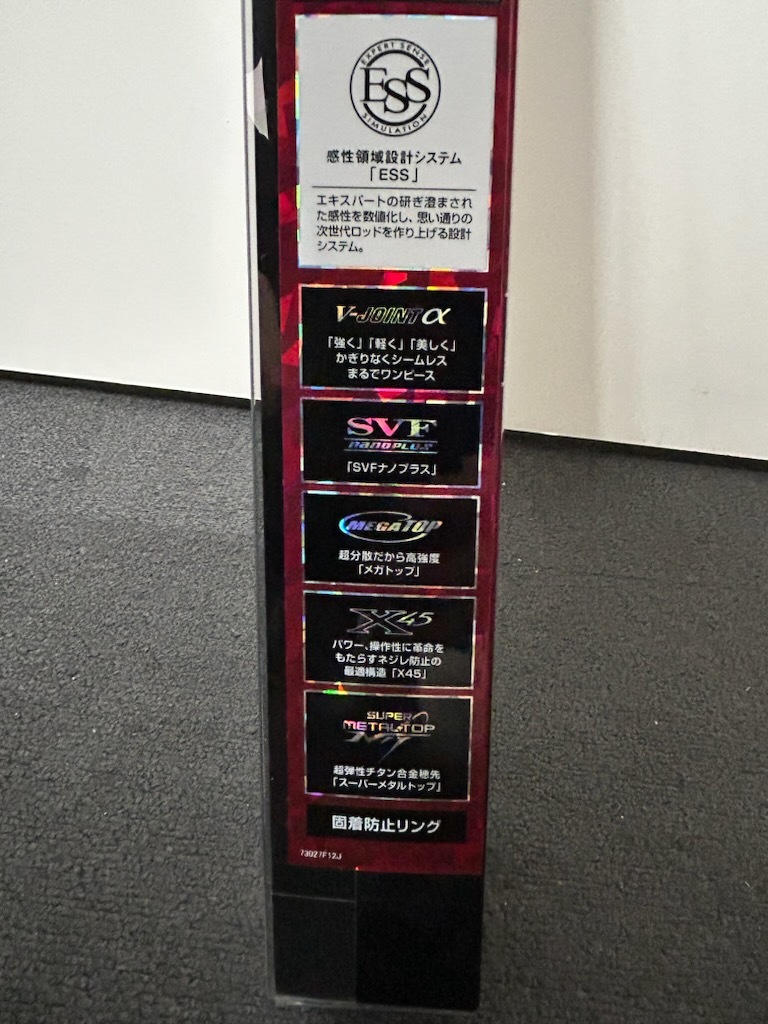 EXPERT SENSE
ESS
SIMULATION
感性領域設計システム
「ESS」
エキスパートの研ぎ澄まされ
た感性を数値化し、思い通りの
次世代ロッドを作り上げる設計
システム。
V-JOINT α
「強く」「軽く」「美しく」
かぎりなくシームレス
まるでワンピース
SVF
nanoPLUS
「SVFナノプラス」
MEGATOP
超分散だから高強度
「メガトップ」
X45
パワー、操作性に革命を
もたらすネジレ防止の
最適構造「X45」
SUPER
METAL TOP
超弾性チタン合金穂先
「スーパーメタルトップ」
固着防止リング
73027F12J